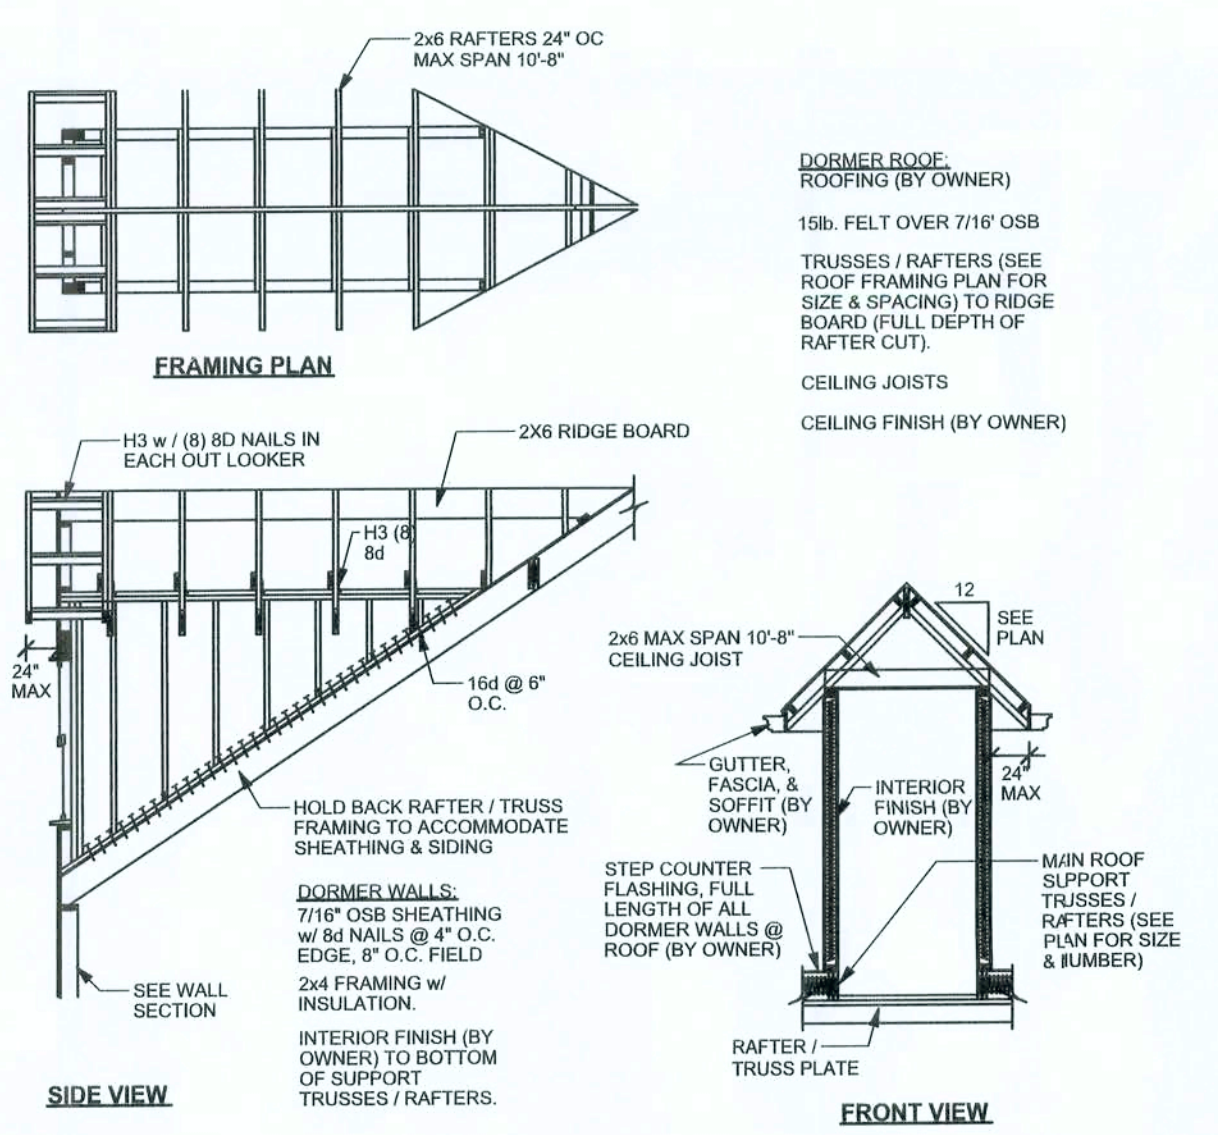 2x6 RAFTERS 24" OC
MAX SPAN 10'-8"
FRAMING PLAN
DORMER ROOF:
ROOFING (BY OWNER)
15lb. FELT OVER 7/16' OSB
TRUSSES / RAFTERS (SEE
ROOF FRAMING PLAN FOR
SIZE & SPACING) TO RIDGE
BOARD (FULL DEPTH OF
RAFTER CUT).
CEILING JOISTS
CEILING FINISH (BY OWNER)
H3 w / (8) 8D NAILS IN
EACH OUT LOOKER
2X6 RIDGE BOARD
H3 (8)
8d
24"
MAX
16d @ 6"
O.C.
HOLD BACK RAFTER / TRUSS
FRAMING TO ACCOMMODATE
SHEATHING & SIDING
DORMER WALLS:
7/16" OSB SHEATHING
w/ 8d NAILS @ 4" O.C.
EDGE, 8" O.C. FIELD
2x4 FRAMING w/
INSULATION.
INTERIOR FINISH (BY
OWNER) TO BOTTOM
OF SUPPORT
TRUSSES / RAFTERS.
SEE WALL
SECTION
SIDE VIEW
12
SEE
PLAN
2x6 MAX SPAN 10'-8"
CEILING JOIST
GUTTER,
FASCIA, &
SOFFIT (BY
OWNER)
INTERIOR
FINISH (BY
OWNER)
24"
MAX
STEP COUNTER
FLASHING, FULL
LENGTH OF ALL
DORMER WALLS @
ROOF (BY OWNER)
MAIN ROOF
SUPPORT
TRUSSES /
RAFTERS (SEE
PLAN FOR SIZE
& NUMBER)
RAFTER /
TRUSS PLATE
FRONT VIEW